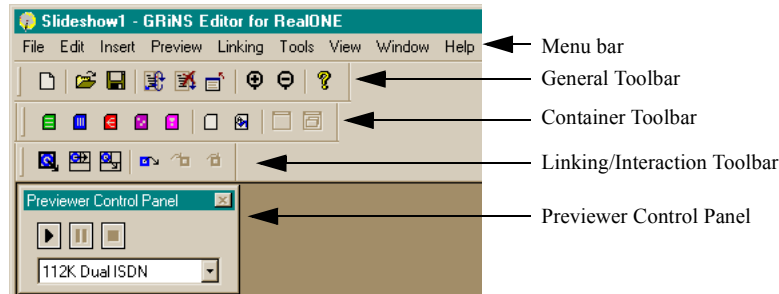 Slideshow1 - GRiNS Editor for RealONE
File Edit Insert Preview Linking Tools View Window Help
Menu bar
General Toolbar
Container Toolbar
Linking/Interaction Toolbar
Previewer Control Panel
Previewer Control Panel
112K Dual ISDN